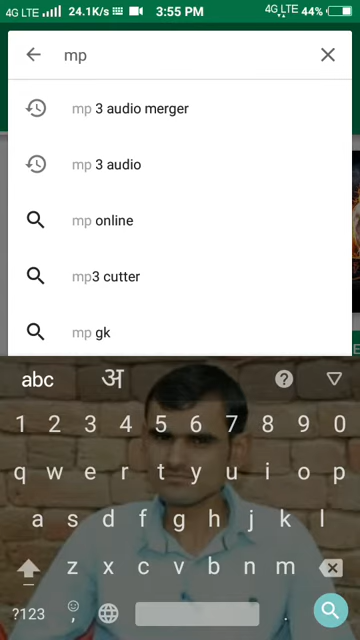 4G LTE 24.1K/s 3:55 PM 4G LTE 44%
mp
mp 3 audio merger
mp 3 audio
mp online
mp3 cutter
mp gk
abc अ ?
1 2 3 4 5 6 7 8 9 0
q w e r t y u i o p
a s d f g h j k l
z x c v b n m
?123 , .